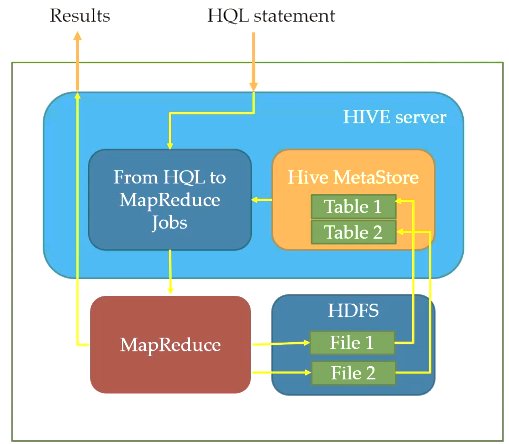 Results
HQL statement
HIVE server
From HQL to
MapReduce
Jobs
Hive MetaStore
Table 1
Table 2
MapReduce
HDFS
File 1
File 2